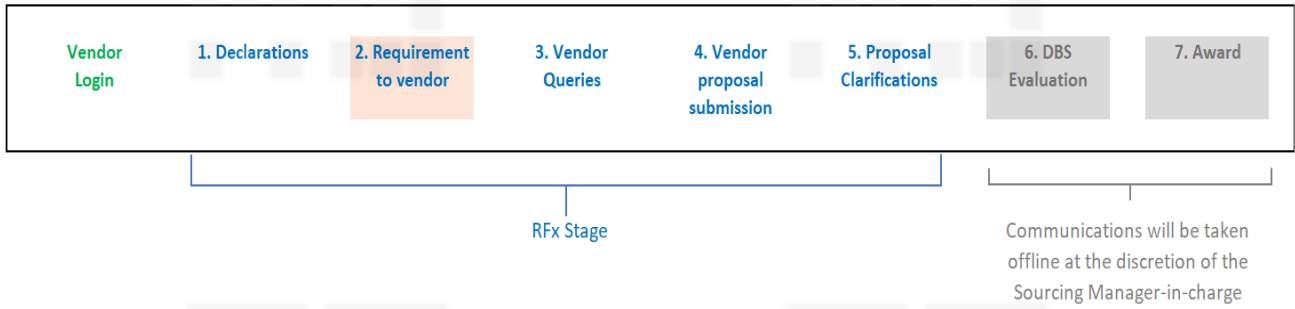 Vendor
Login
1. Declarations
2. Requirement
to vendor
3. Vendor
Queries
4. Vendor
proposal
submission
5. Proposal
Clarifications
6. DBS
Evaluation
7. Award
RFx Stage
Communications will be taken
offline at the discretion of the
Sourcing Manager-in-charge